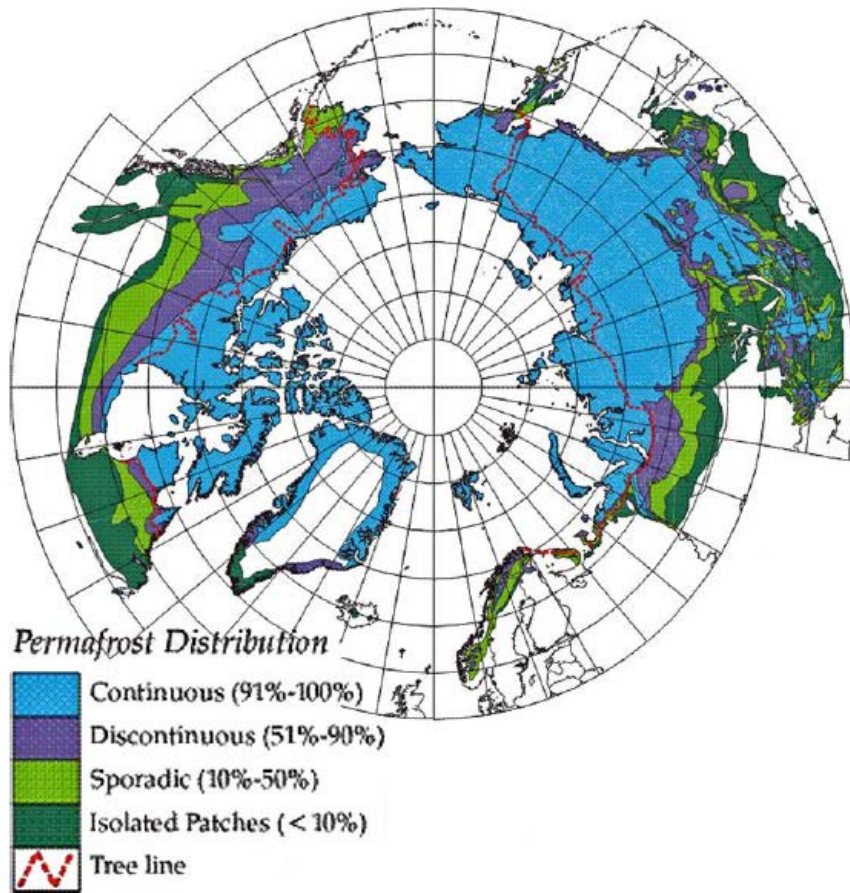 Permafrost Distribution
Continuous (91%-100%)
Discontinuous (51%-90%)
Sporadic (10%-50%)
Isolated Patches (< 10%)
Tree line